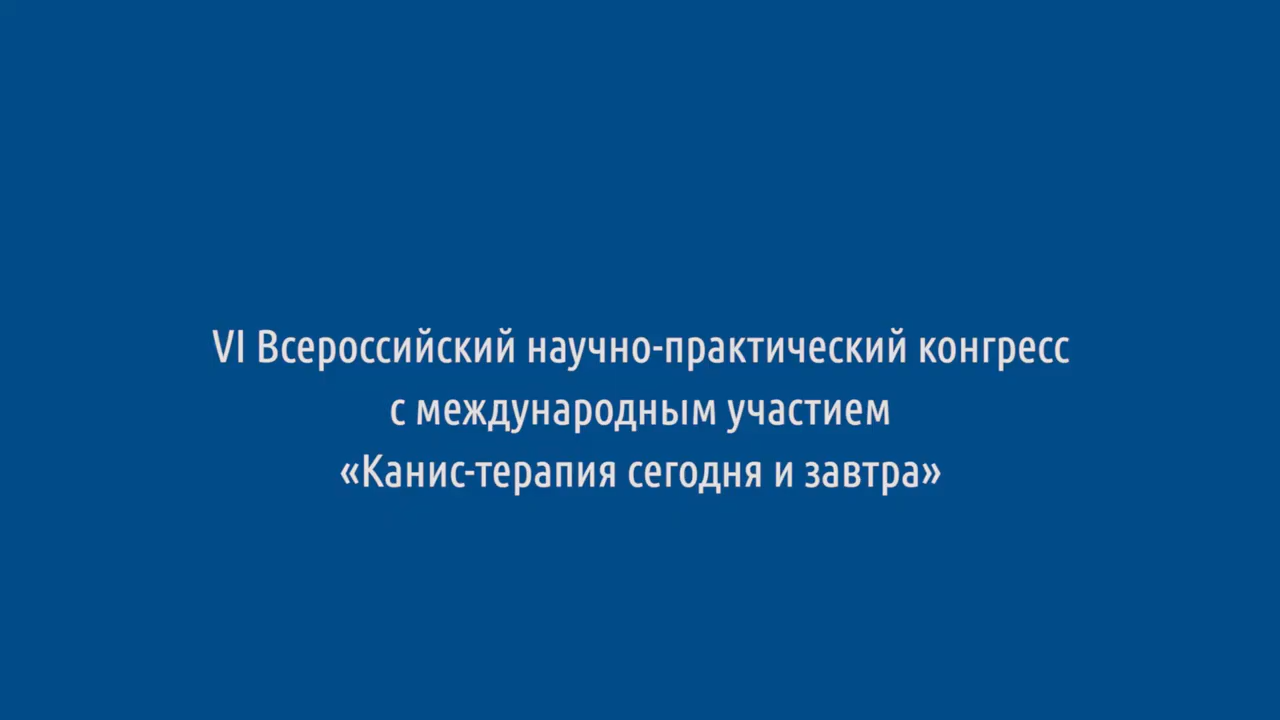 VI Всероссийский научно-практический конгресс
с международным участием
«Канис-терапия сегодня и завтра»